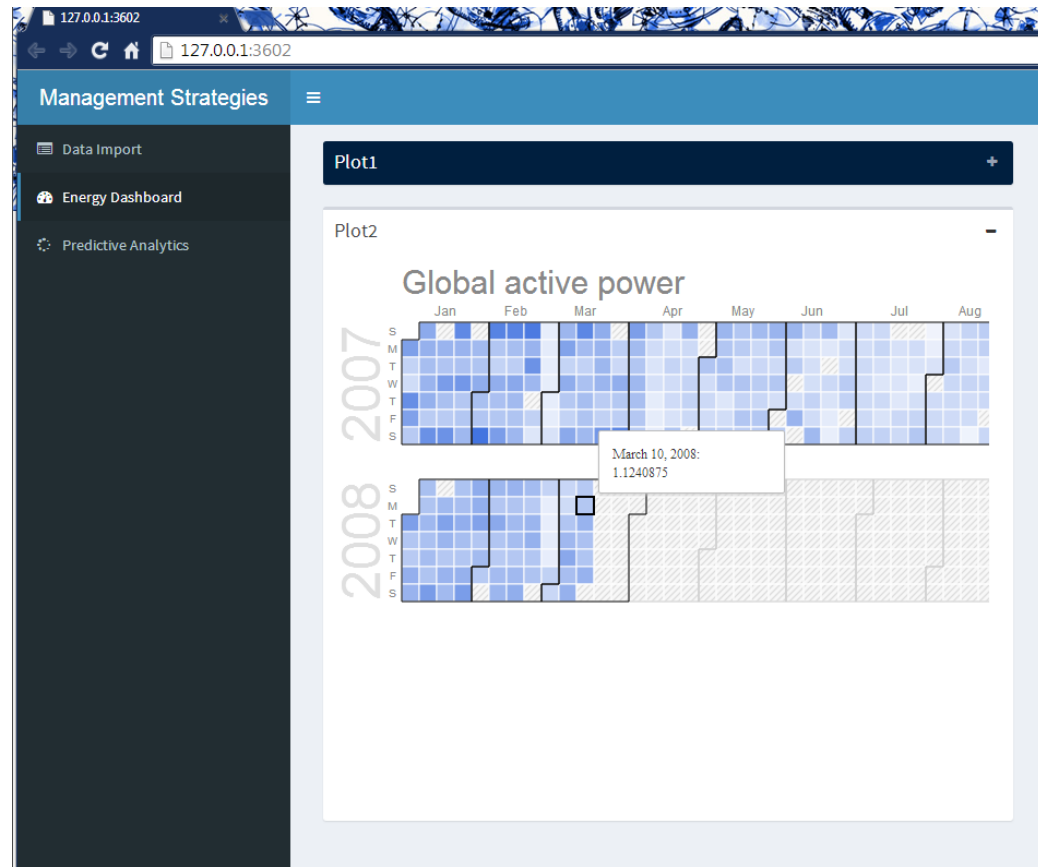 127.0.0.1:3602
127.0.0.1:3602
Management Strategies
Data Import
Energy Dashboard
Predictive Analytics
Plot1
Plot2
Global active power
Jan Feb Mar Apr May Jun Jul Aug
2007
S
M
T
W
T
F
S
March 10, 2008:
1.1240875
2008
S
M
T
W
T
F
S